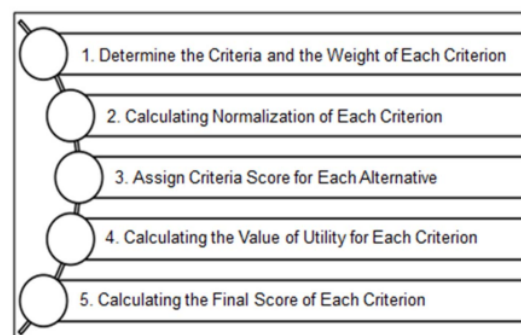 1. Determine the Criteria and the Weight of Each Criterion
2. Calculating Normalization of Each Criterion
3. Assign Criteria Score for Each Alternative
4. Calculating the Value of Utility for Each Criterion
5. Calculating the Final Score of Each Criterion